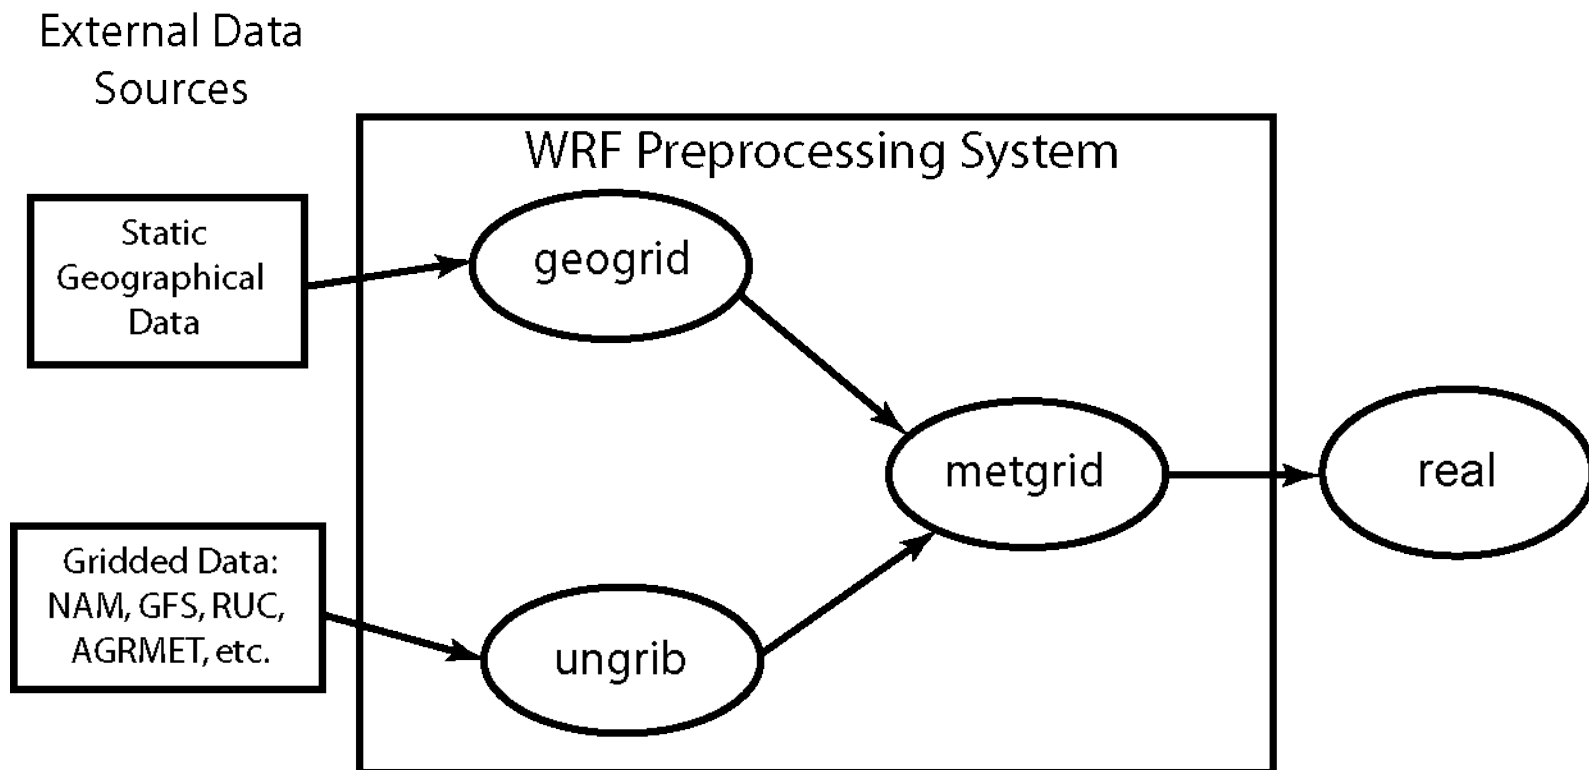 External Data
Sources
WRF Preprocessing System
Static
Geographical
Data
geogrid
metgrid
real
Gridded Data:
NAM, GFS, RUC,
AGRMET, etc.
ungrib